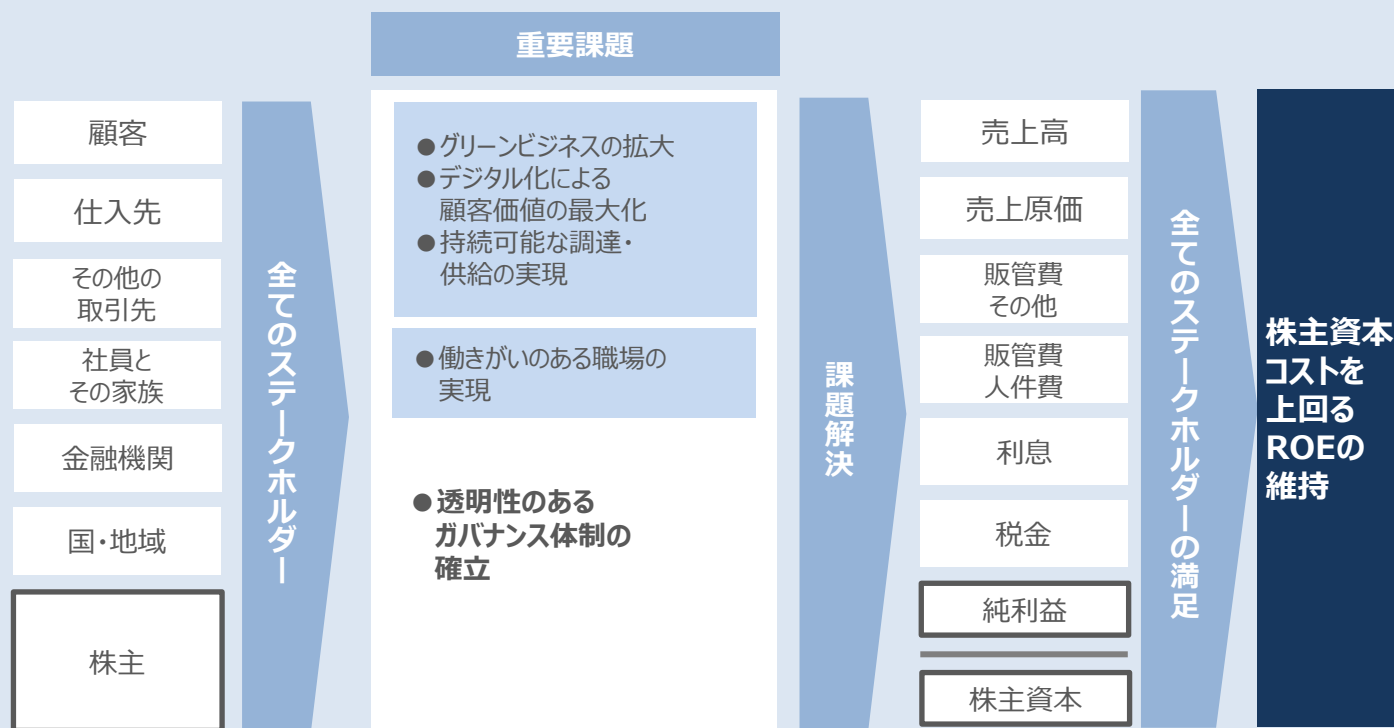 重要課題
顧客
仕入先
その他の
取引先
社員と
その家族
金融機関
国・地域
株主
全てのステークホルダー
●グリーンビジネスの拡大
●デジタル化による
顧客価値の最大化
●持続可能な調達・
供給の実現
●働きがいのある職場の
実現
●透明性のある
ガバナンス体制の
確立
課題解決
売上高
売上原価
販管費
その他
販管費
人件費
利息
税金
純利益
株主資本
全てのステークホルダーの満足
株主資本
コストを
上回る
ROEの
維持